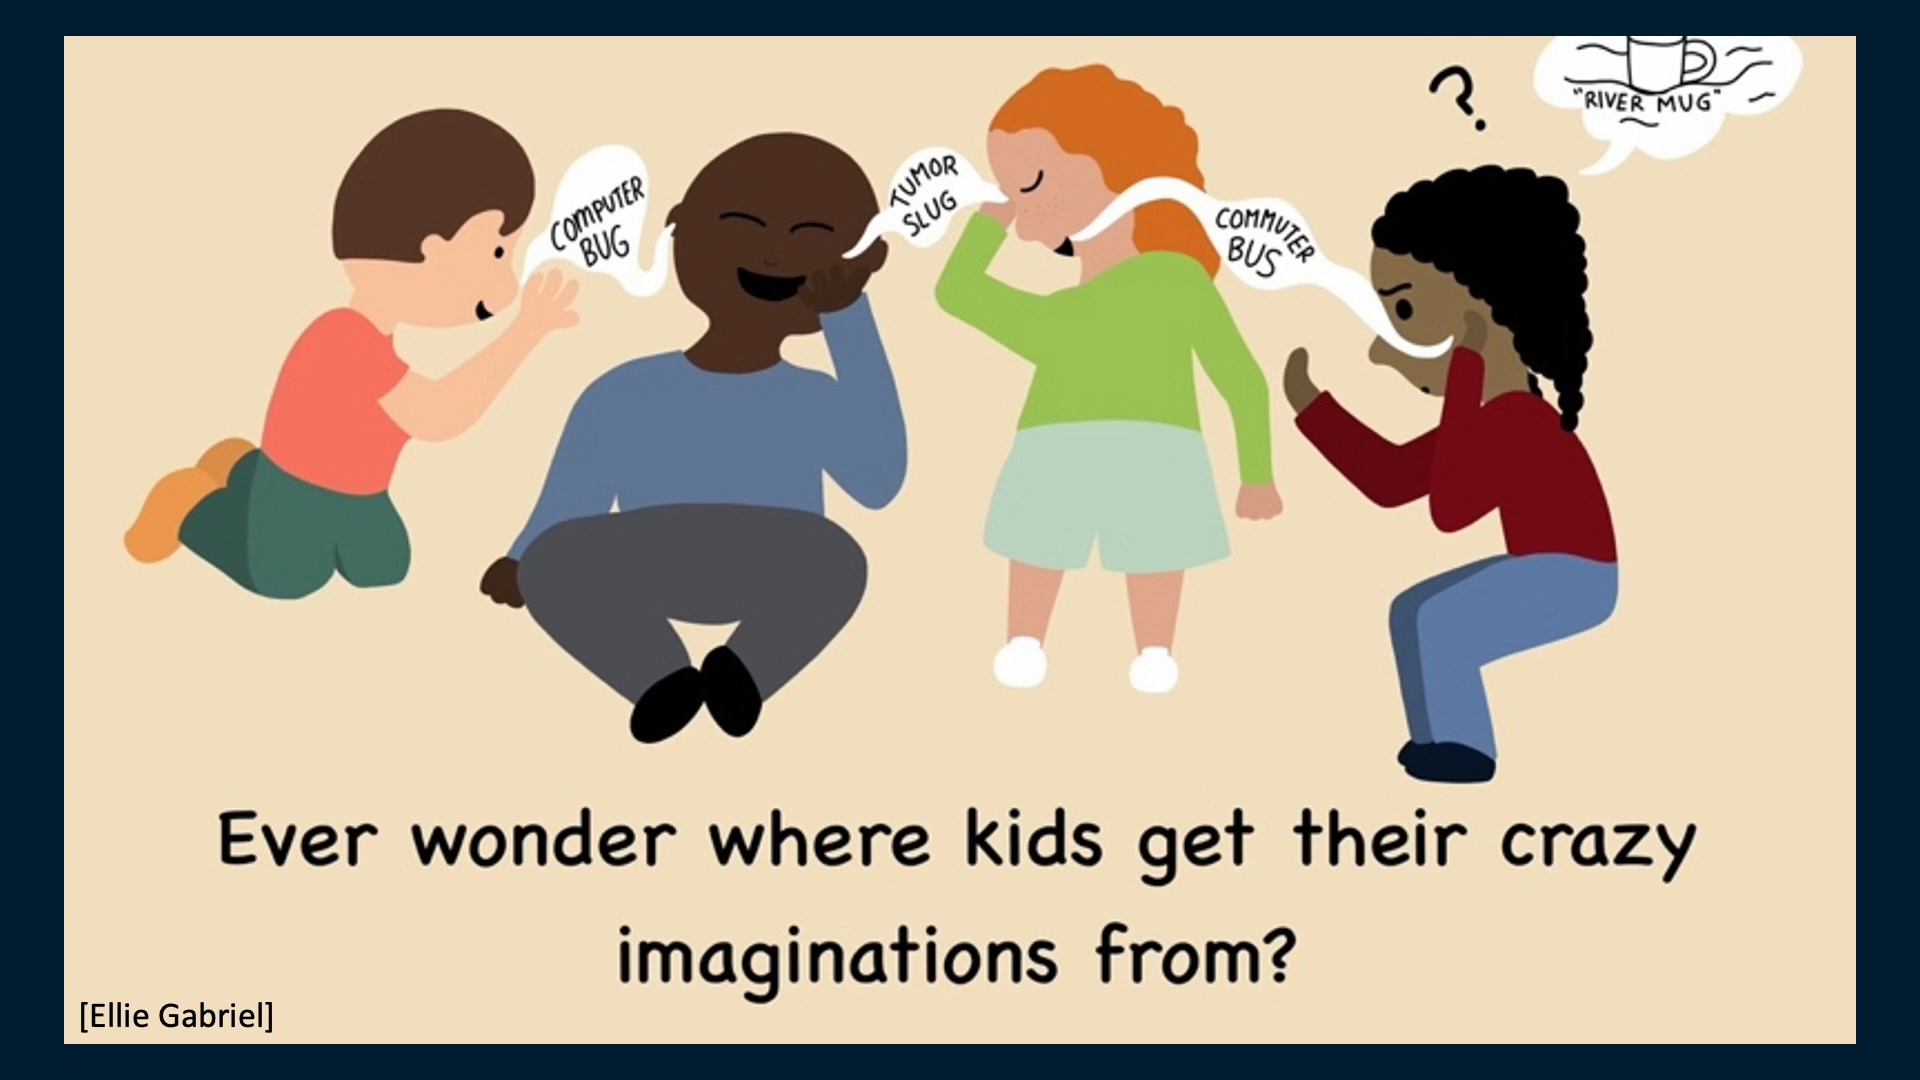 COMPUTER
BUG
TUMOR
SLUG
COMMUTER
BUS
?
"RIVER MUG"
Ever wonder where kids get their crazy
imaginations from?
[Ellie Gabriel]